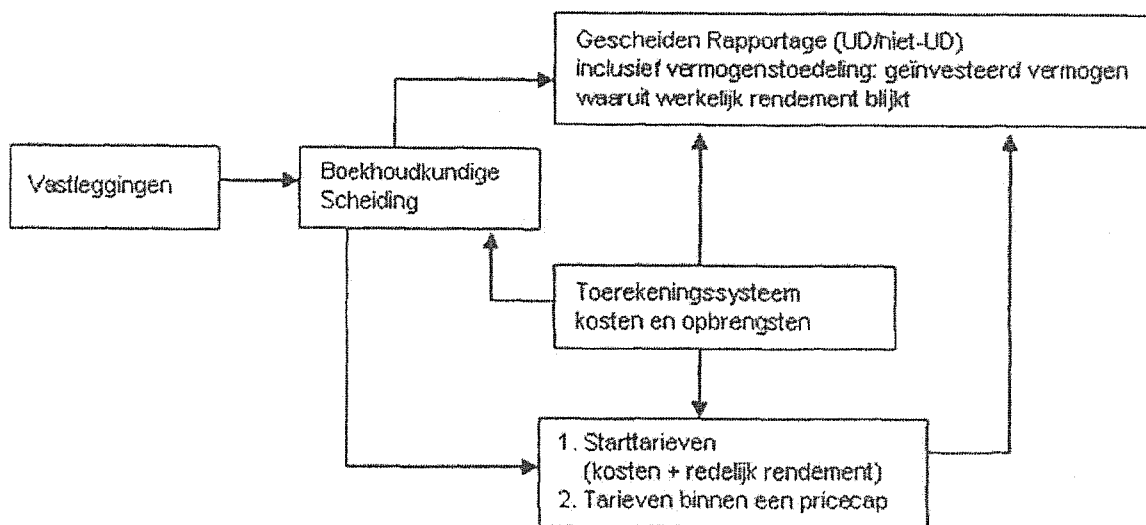 Gescheiden Rapportage (UD/niet-UD)
inclusief vermogenstoedeling: geïnvesteerd vermogen
waaruit werkelijk rendement blijkt
Vastleggingen
Boekhoudkundige
Scheiding
Toerekeningssysteem
kosten en opbrengsten
1. Starttarieven
(kosten + redelijk rendement)
2. Tarieven binnen een pricecap